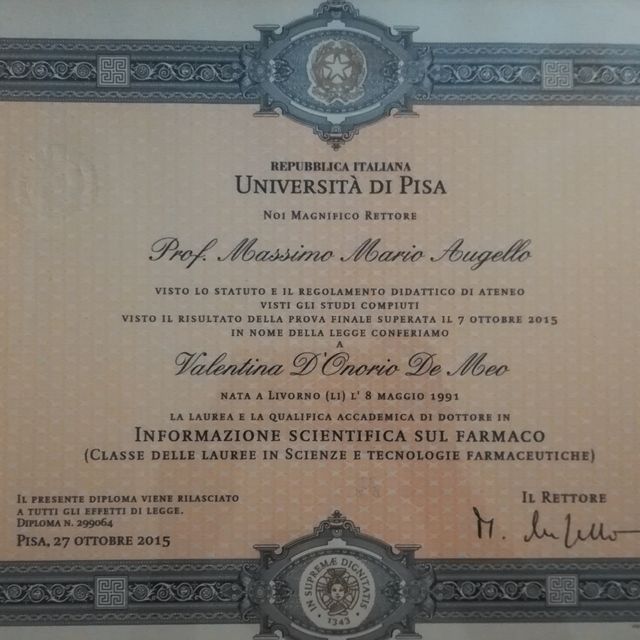 REPUBBLICA ITALIANA
UNIVERSITÀ DI PISA
NOI MAGNIFICO RETTORE
Prof. Massimo Mario Augello
VISTO LO STATUTO E IL REGOLAMENTO DIDATTICO DI ATENEO
VISTI GLI STUDI COMPIUTI
VISTO IL RISULTATO DELLA PROVA FINALE SUPERATA IL 7 OTTOBRE 2015
IN NOME DELLA LEGGE CONFERIAMO
A
Valentina D'Onorio De Meo
NATA A LIVORNO (LI) L' 8 MAGGIO 1991
LA LAUREA E LA QUALIFICA ACCADEMICA DI DOTTORE IN
INFORMAZIONE SCIENTIFICA SUL FARMACO
(CLASSE DELLE LAUREE IN SCIENZE E TECNOLOGIE FARMACEUTICHE)
IL PRESENTE DIPLOMA VIENE RILASCIATO
A TUTTI GLI EFFETTI DI LEGGE.
DIPLOMA N. 299064
PISA, 27 OTTOBRE 2015
IL RETTORE
IN SUPREMÆ DIGNITATIS
1343